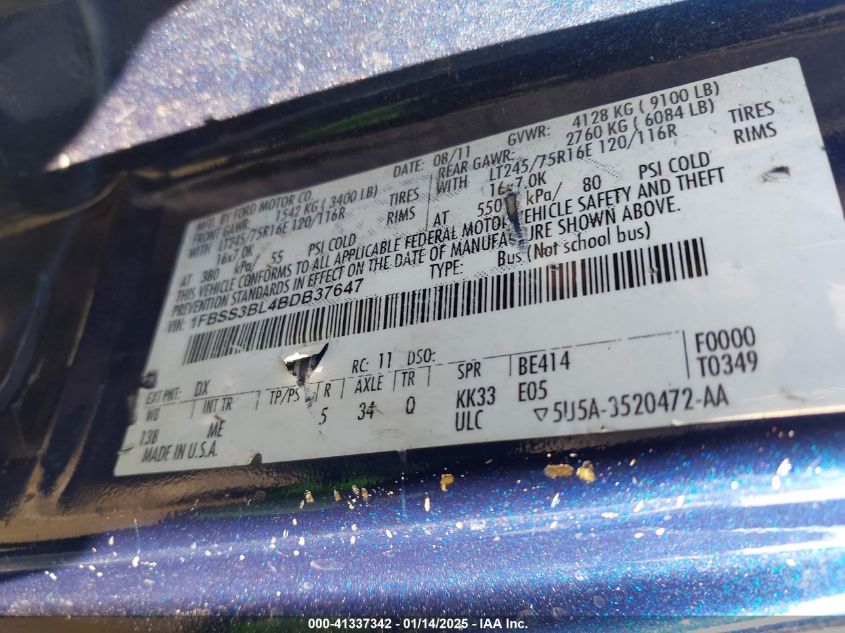 MFG. BY FORD MOTOR CO.
DATE: 08/11 GVWR: 4128 KG ( 9100 LB)
FRONT GAWR: 1542 KG ( 3400 LB) REAR GAWR: 2760 KG ( 6084 LB)
WITH LT245/75R16E 120/116R TIRES WITH LT245/75R16E 120/116R TIRES
16x7.0K RIMS 16x7.0K RIMS
AT 380 kPa/ 55 PSI COLD AT 550 kPa/ 80 PSI COLD
THIS VEHICLE CONFORMS TO ALL APPLICABLE FEDERAL MOTOR VEHICLE SAFETY AND THEFT
PREVENTION STANDARDS IN EFFECT ON THE DATE OF MANUFACTURE SHOWN ABOVE.
VIN: 1FBSS3BL4BDB37647 TYPE: Bus (Not school bus)
F0000
T0349
EXT PNT: DX RC: 11 DSO:
WB INT TR TP/PS R AXLE TR SPR BE414
138 ME 5 34 Q KK33 E05
MADE IN U.S.A. ULC ▽5U5A-3520472-AA
000-41337342 - 01/14/2025 - IAA Inc.